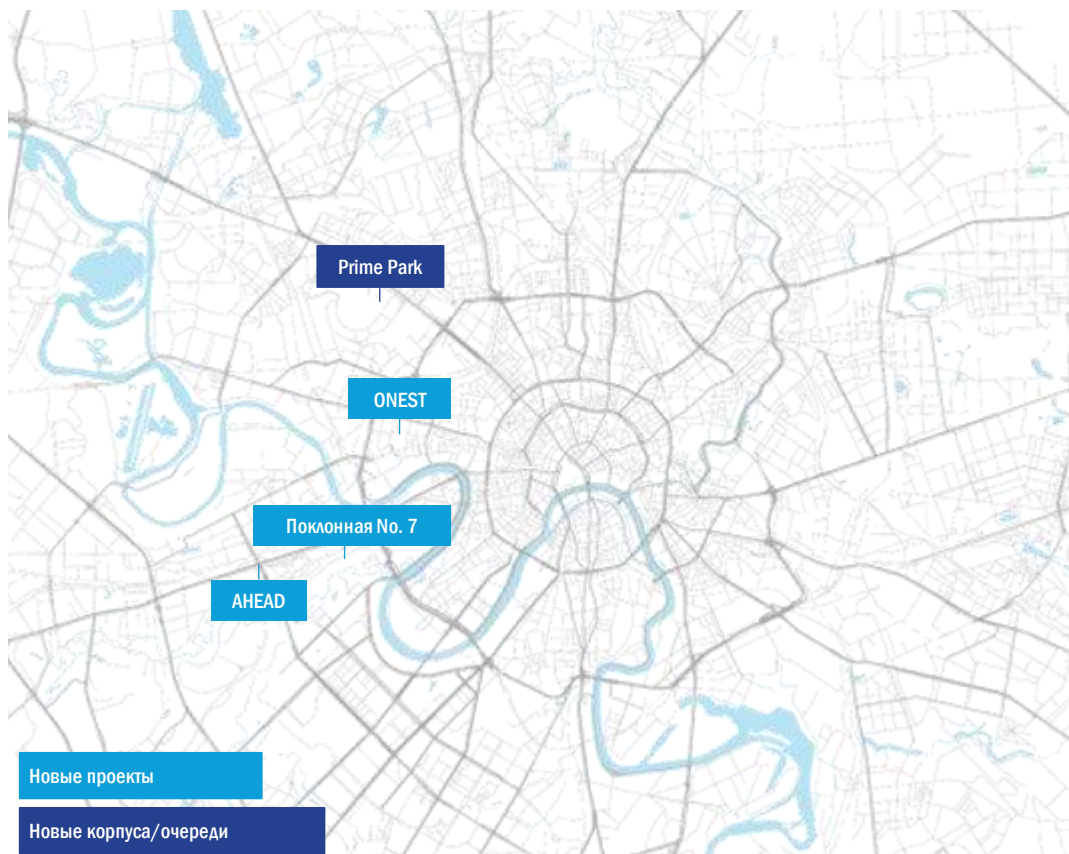 Prime Park
ONEST
Поклонная No. 7
AHEAD
Новые проекты
Новые корпуса/очереди